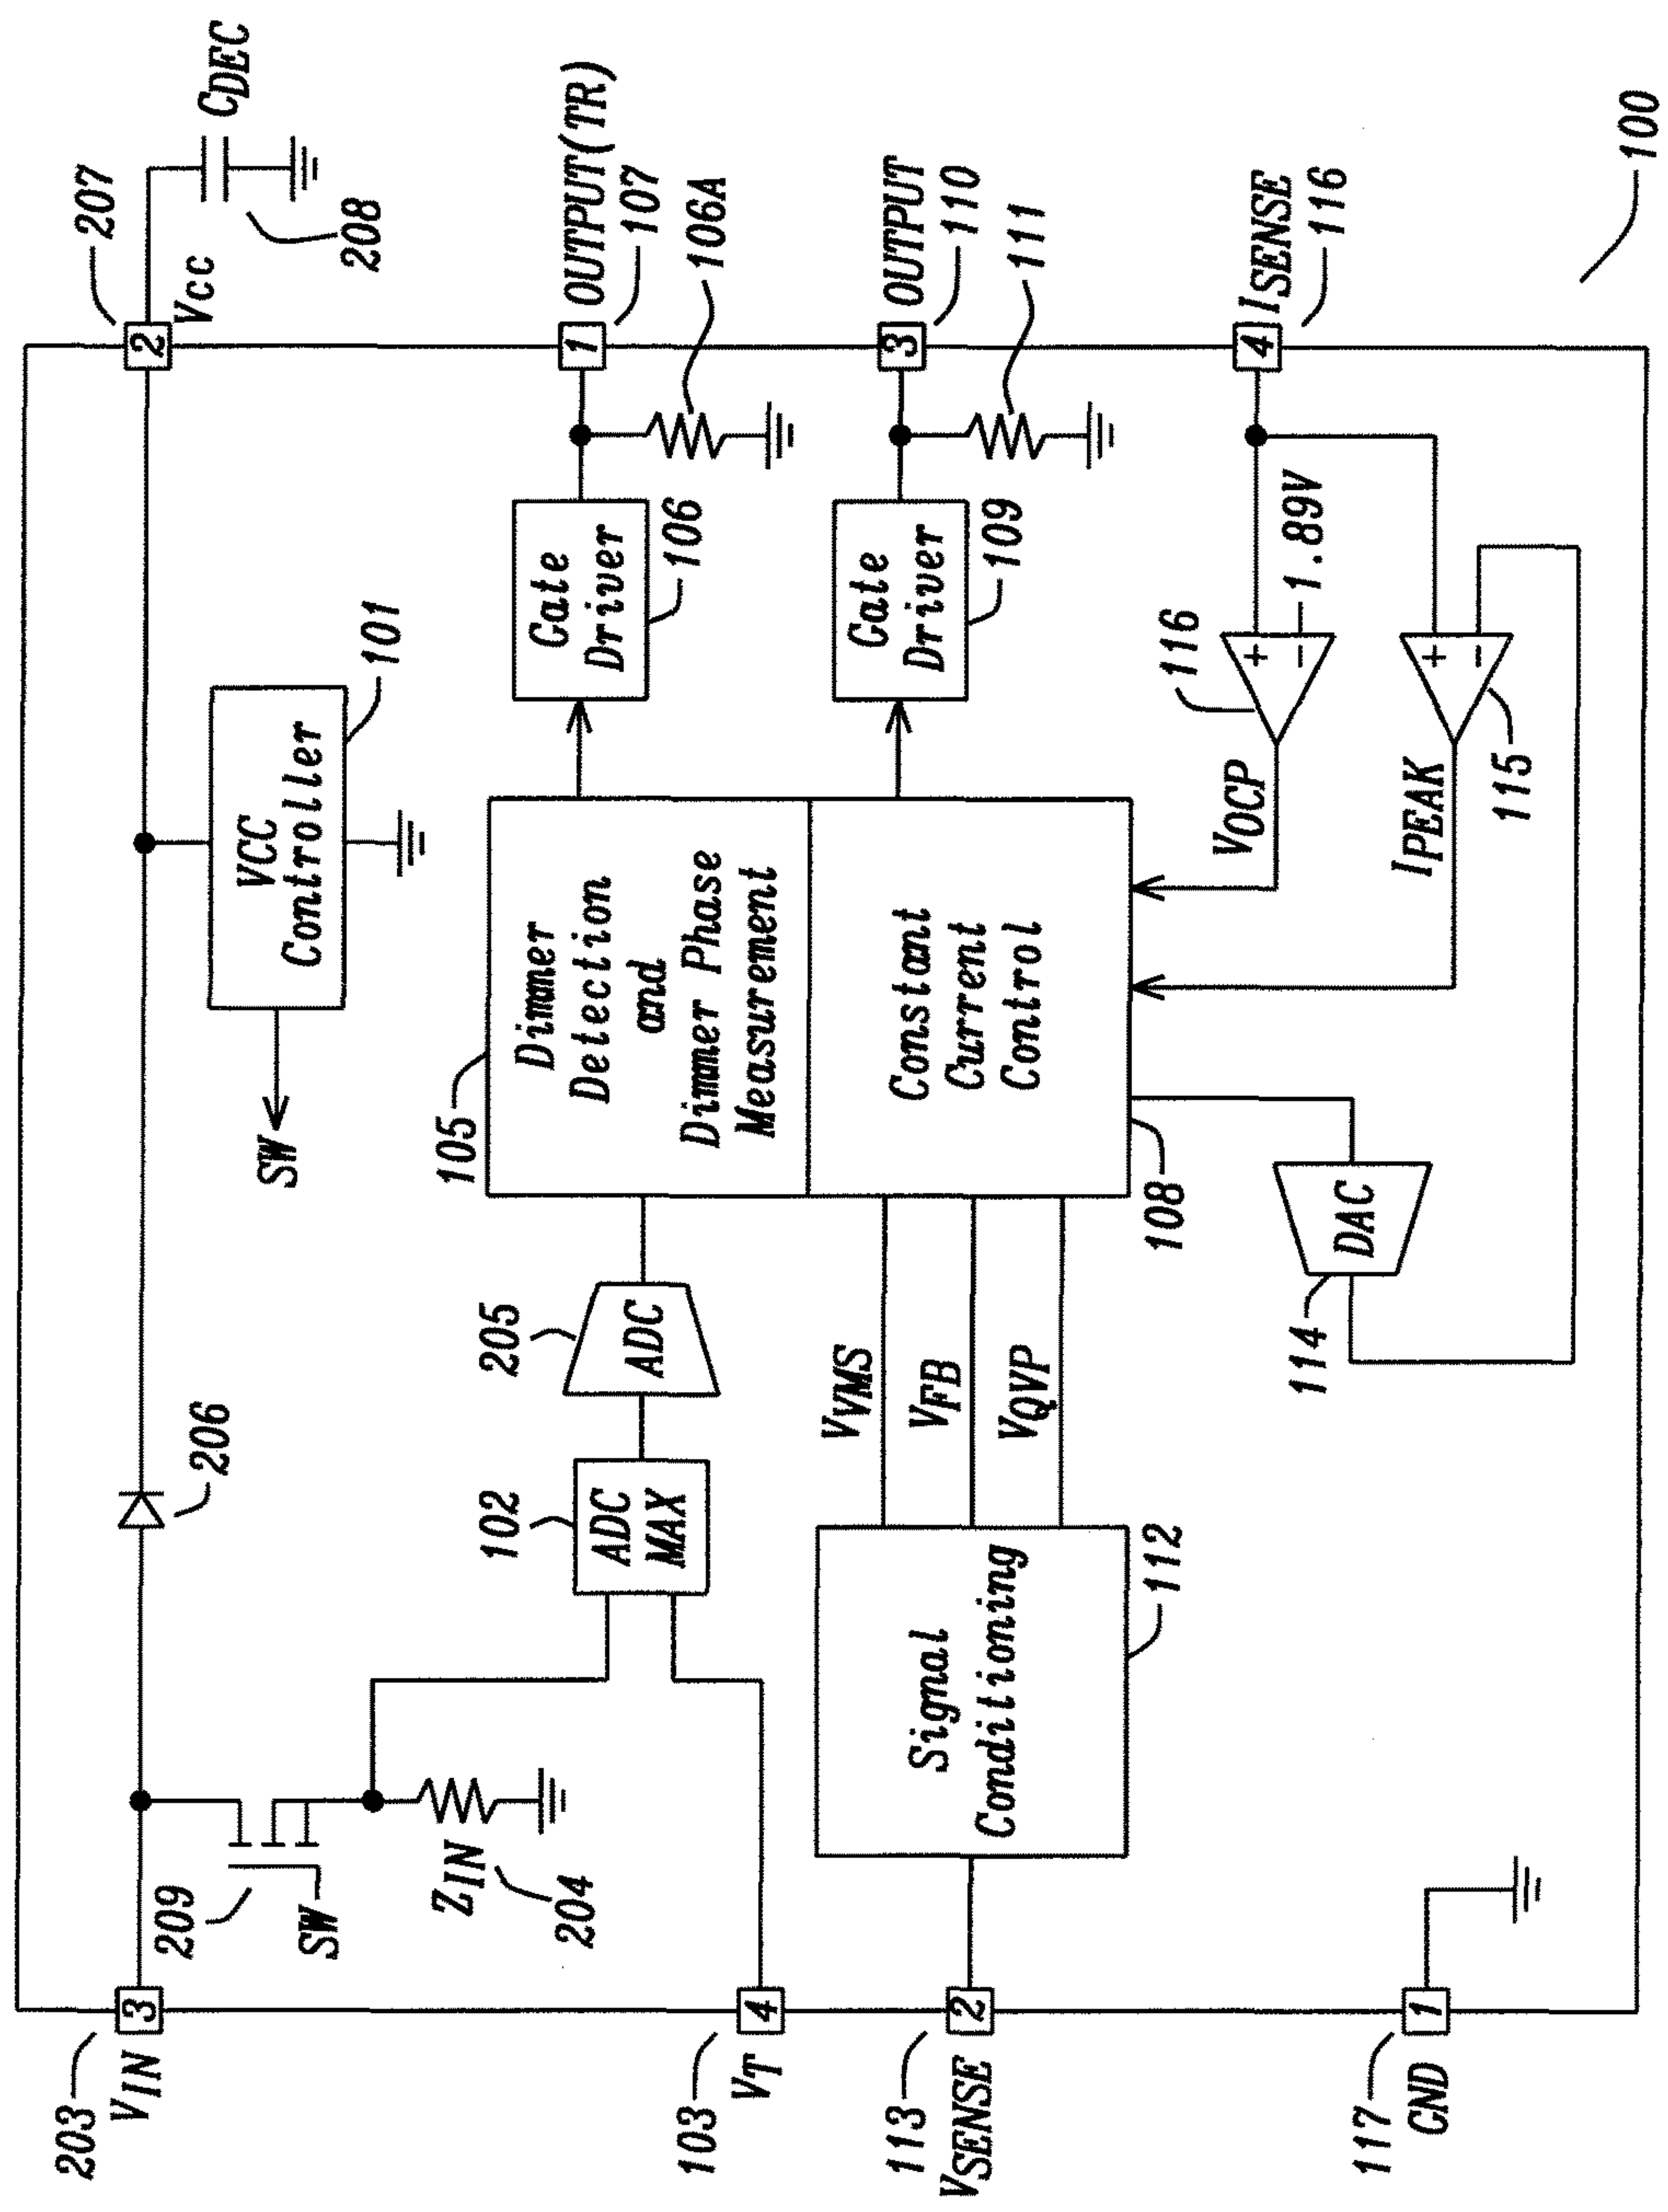 203
VIN
3
209
SW
ZIN
204
206
SW
VCC
Controller
101
2
207
Vcc
CDEC
208
103
VT
4
102
ADC
MAX
205
ADC
105
Dimmer
Detection
and
Dimmer Phase
Measurement
Gate
Driver
106
1
OUTPUT(TR)
107
106A
113
VSENSE
2
Signal
Conditioning
112
VVMS
VFB
VQVP
Constant
Current
Control
108
Gate
Driver
109
3
OUTPUT
110
111
117
GND
1
114
DAC
VOCP
116
+
−
1.89V
IPEAK
115
+
−
4
ISENSE
116
100